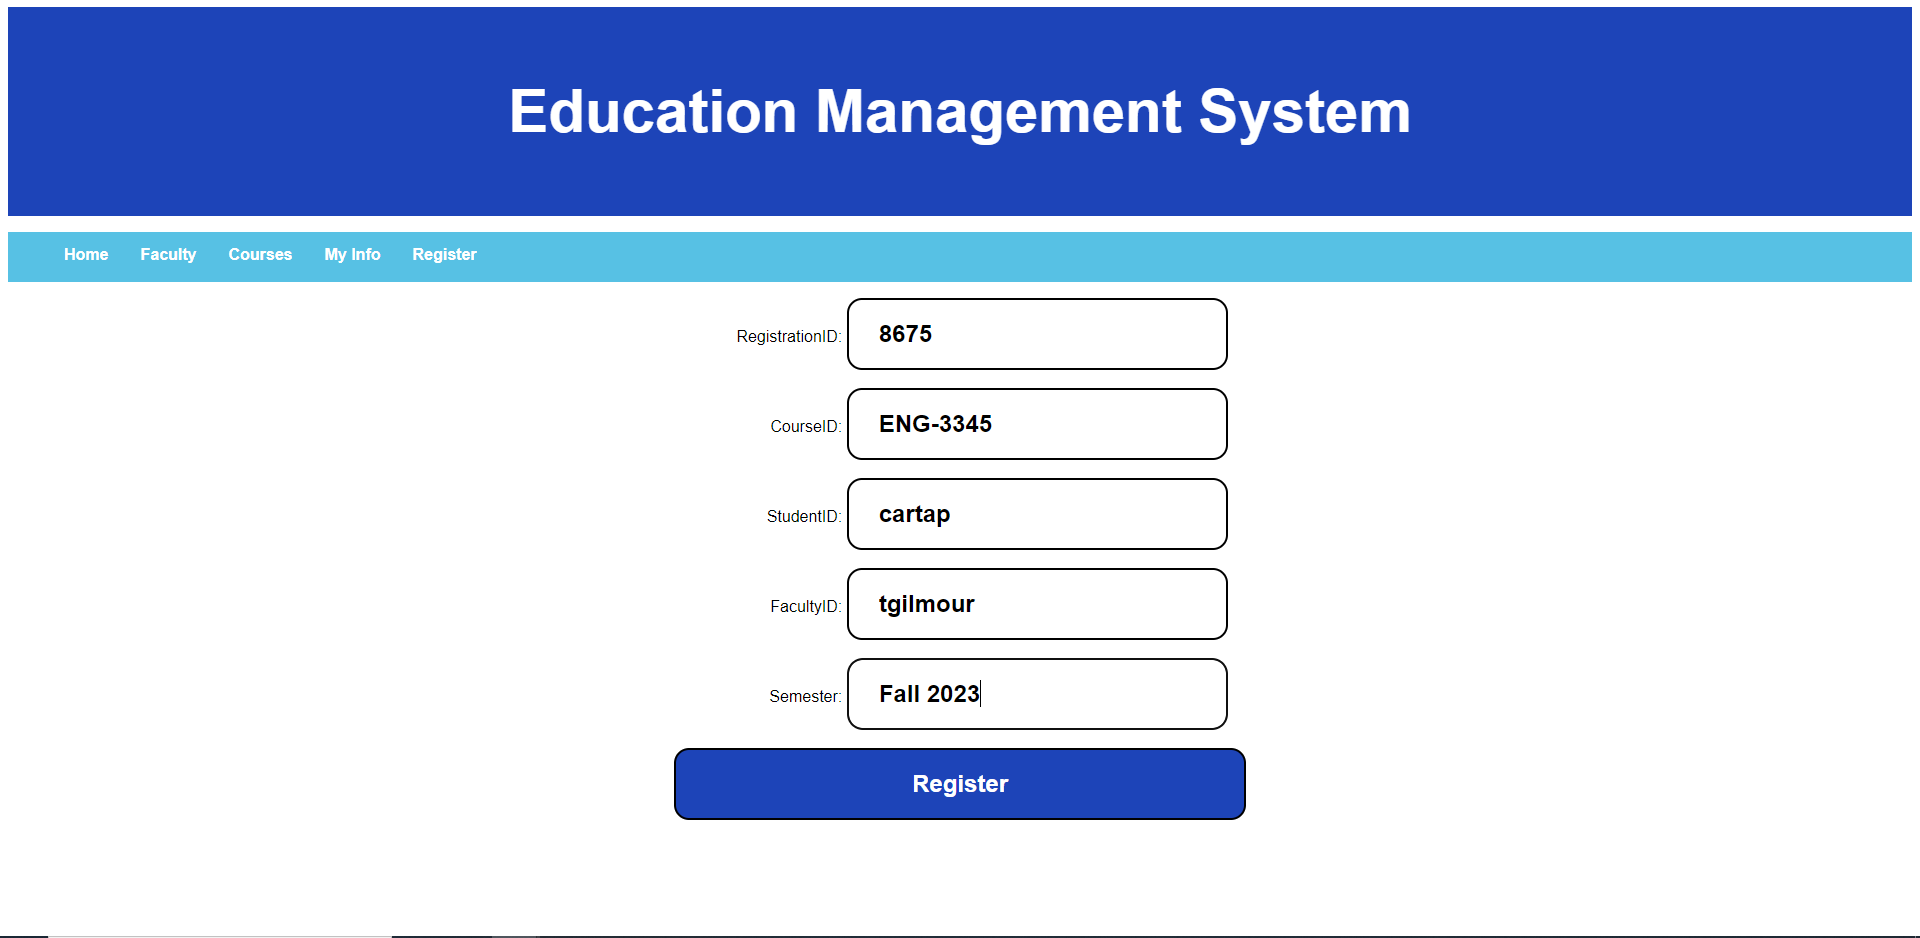 Education Management System
Home Faculty Courses My Info Register
RegistrationID: 8675
CourseID: ENG-3345
StudentID: cartap
FacultyID: tgilmour
Semester: Fall 2023
Register